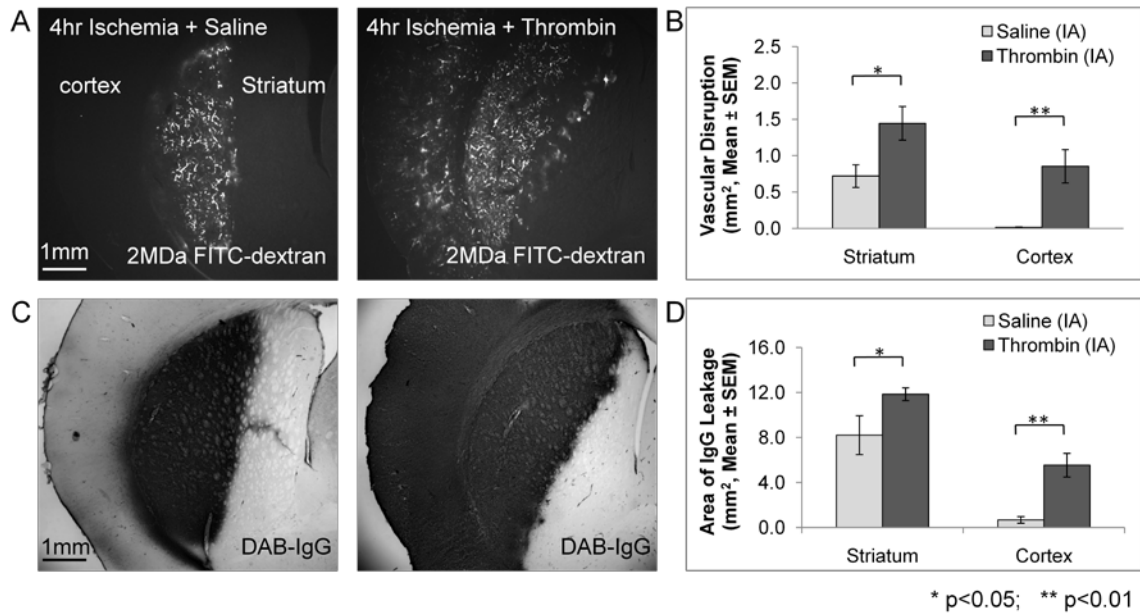 A
4hr Ischemia + Saline
cortex
Striatum
1mm
2MDa FITC-dextran
4hr Ischemia + Thrombin
2MDa FITC-dextran
B
Saline (IA)
Thrombin (IA)
Vascular Disruption
(mm², Mean ± SEM)
2.5
2.0
1.5
1.0
0.5
0.0
*
**
Striatum
Cortex
C
1mm
DAB-IgG
DAB-IgG
D
Saline (IA)
Thrombin (IA)
Area of IgG Leakage
(mm², Mean ± SEM)
16.0
12.0
8.0
4.0
0.0
*
**
Striatum
Cortex
* p<0.05; ** p<0.01